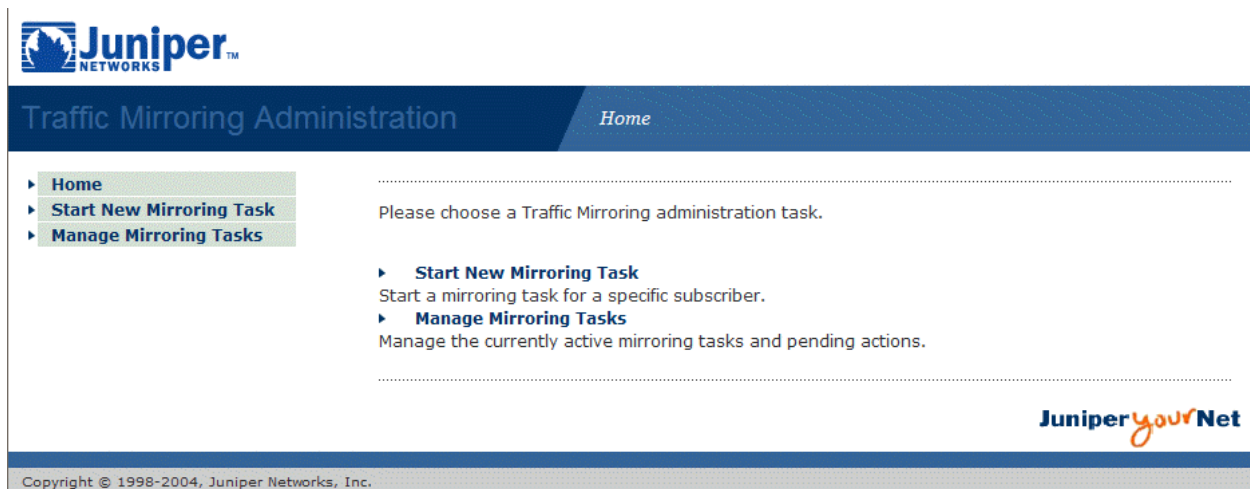 Juniper™
NETWORKS
Traffic Mirroring Administration
Home
Home
Start New Mirroring Task
Manage Mirroring Tasks
Please choose a Traffic Mirroring administration task.
Start New Mirroring Task
Start a mirroring task for a specific subscriber.
Manage Mirroring Tasks
Manage the currently active mirroring tasks and pending actions.
Juniper your Net
Copyright © 1998-2004, Juniper Networks, Inc.